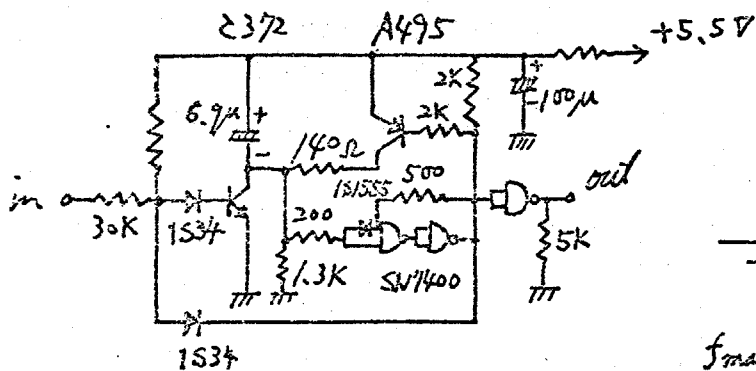 C372 A495 +5.5V
2K
6.9μ + 2K + 100μ
- 140Ω
1S1555 500 out
in 200
30K 1S34 1.3K SN7400 5K
1S34